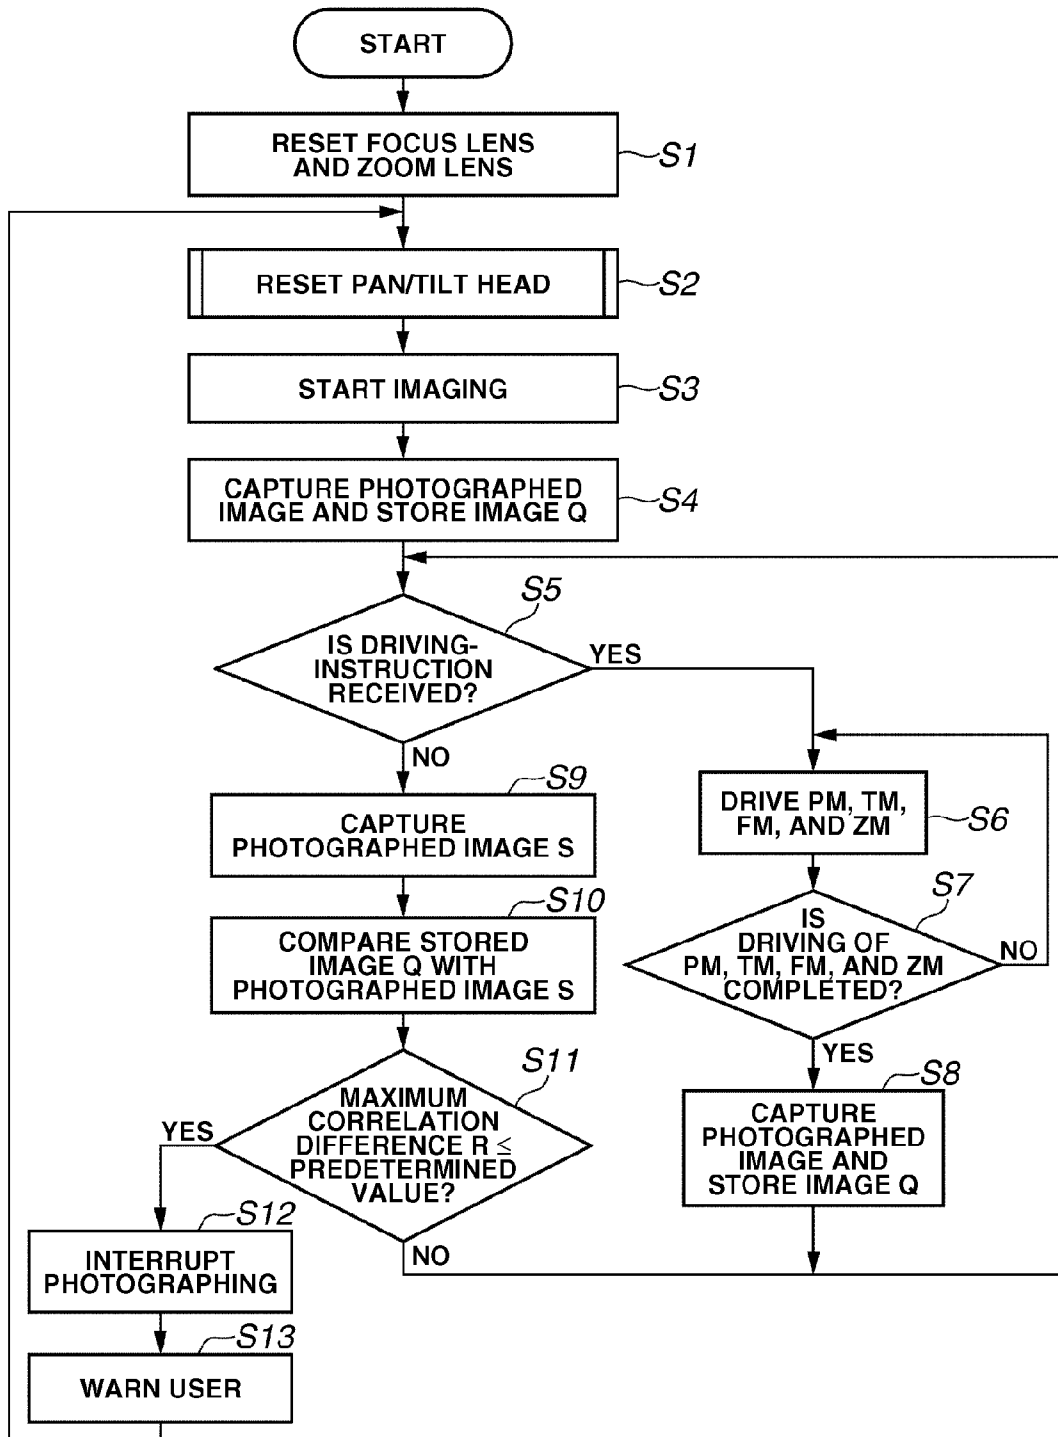 START
RESET FOCUS LENS
AND ZOOM LENS
S1
RESET PAN/TILT HEAD
S2
START IMAGING
S3
CAPTURE PHOTOGRAPHED
IMAGE AND STORE IMAGE Q
S4
S5
IS DRIVING-
INSTRUCTION
RECEIVED?
YES
NO
S9
CAPTURE
PHOTOGRAPHED IMAGE S
DRIVE PM, TM,
FM, AND ZM
S6
S10
COMPARE STORED
IMAGE Q WITH
PHOTOGRAPHED IMAGE S
S7
IS
DRIVING OF
PM, TM, FM, AND ZM
COMPLETED?
NO
YES
S11
MAXIMUM
CORRELATION
DIFFERENCE R ≤
PREDETERMINED
VALUE?
YES
NO
S8
CAPTURE
PHOTOGRAPHED
IMAGE AND
STORE IMAGE Q
S12
INTERRUPT
PHOTOGRAPHING
S13
WARN USER